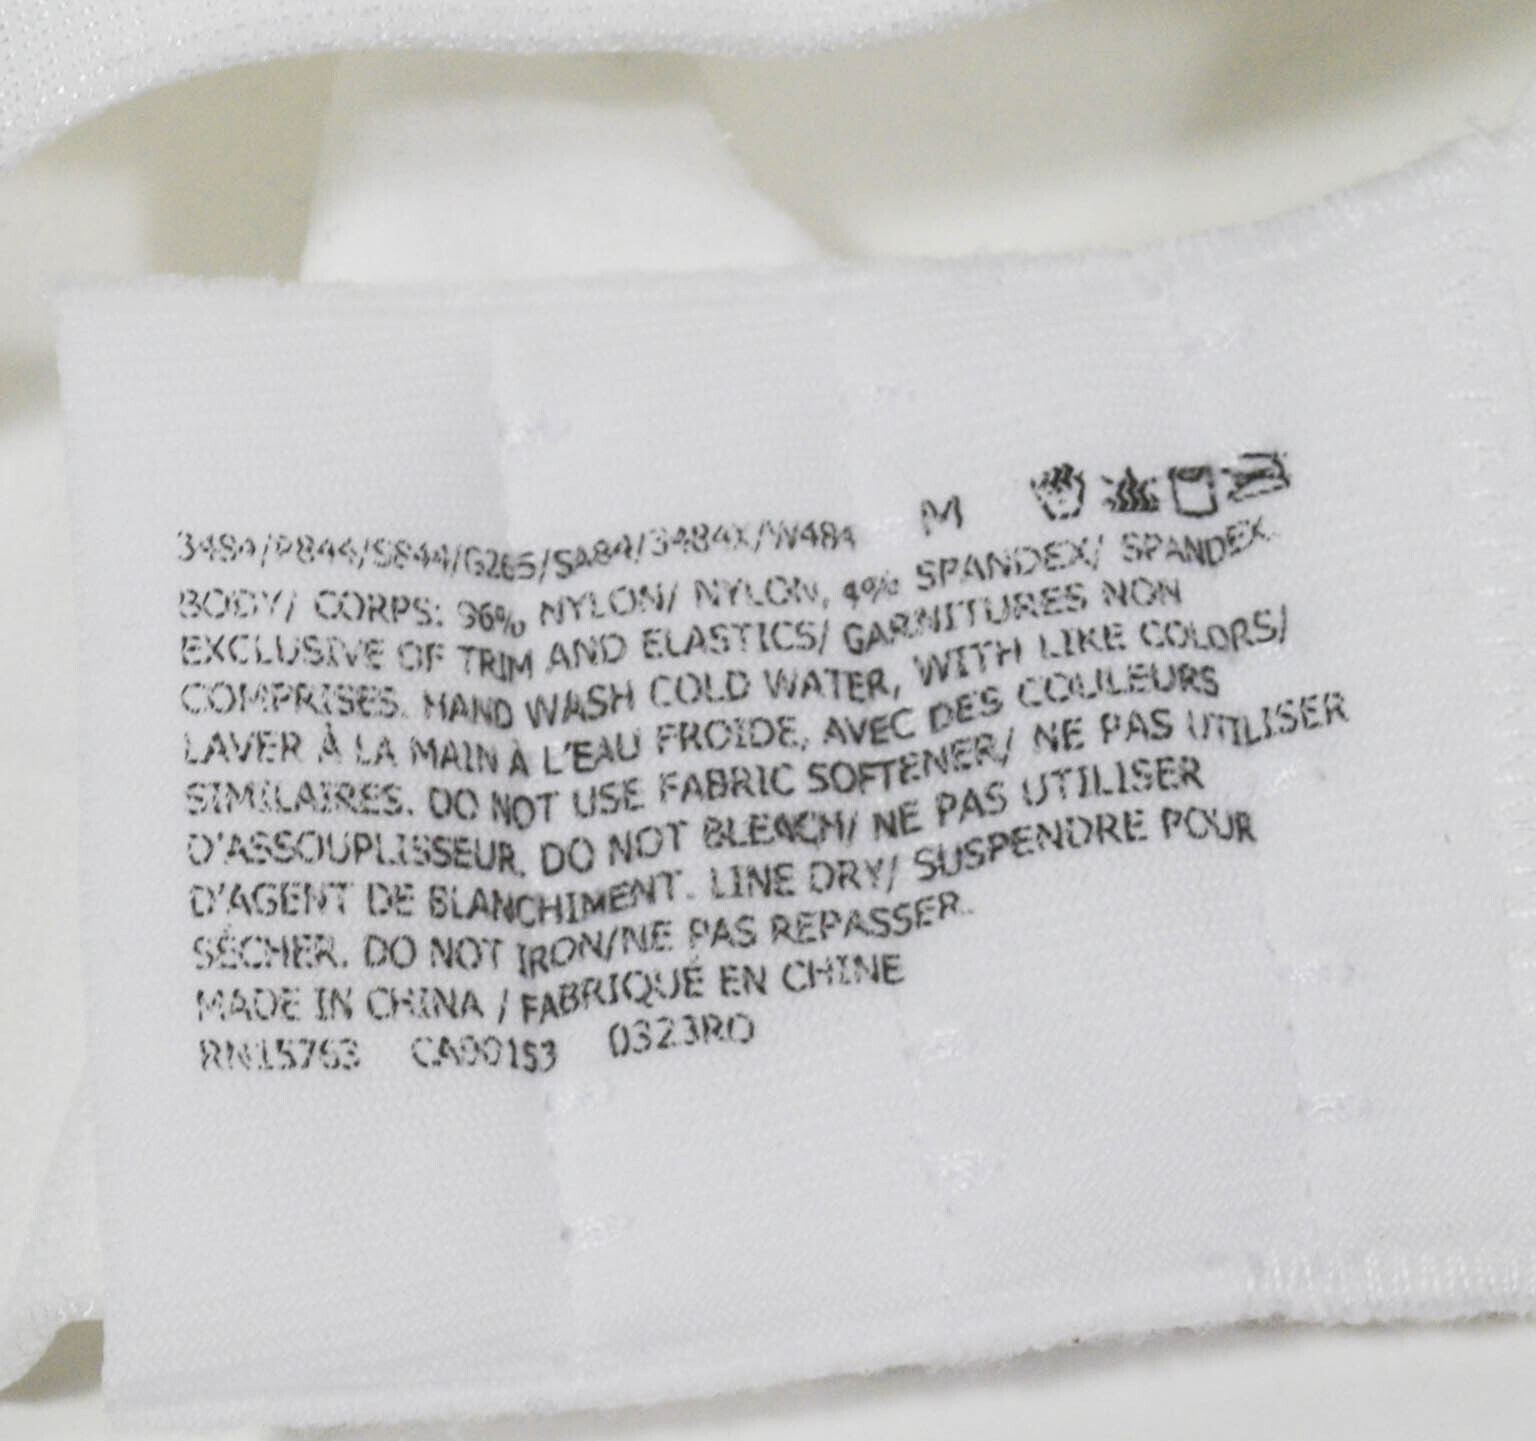 3484/P844/S844/G265/SA84/3484X/W484 M
BODY/ CORPS: 96% NYLON/ NYLON, 4% SPANDEX/ SPANDEX.
EXCLUSIVE OF TRIM AND ELASTICS/ GARNITURES NON
COMPRISES. HAND WASH COLD WATER, WITH LIKE COLORS/
LAVER À LA MAIN À L'EAU FROIDE, AVEC DES COULEURS
SIMILAIRES. DO NOT USE FABRIC SOFTENER/ NE PAS UTILISER
D'ASSOUPLISSEUR. DO NOT BLEACH/ NE PAS UTILISER
D'AGENT DE BLANCHIMENT. LINE DRY/ SUSPENDRE POUR
SÉCHER. DO NOT IRON/NE PAS REPASSER.
MADE IN CHINA / FABRIQUÉ EN CHINE
RN15763 CA90153 0323RO